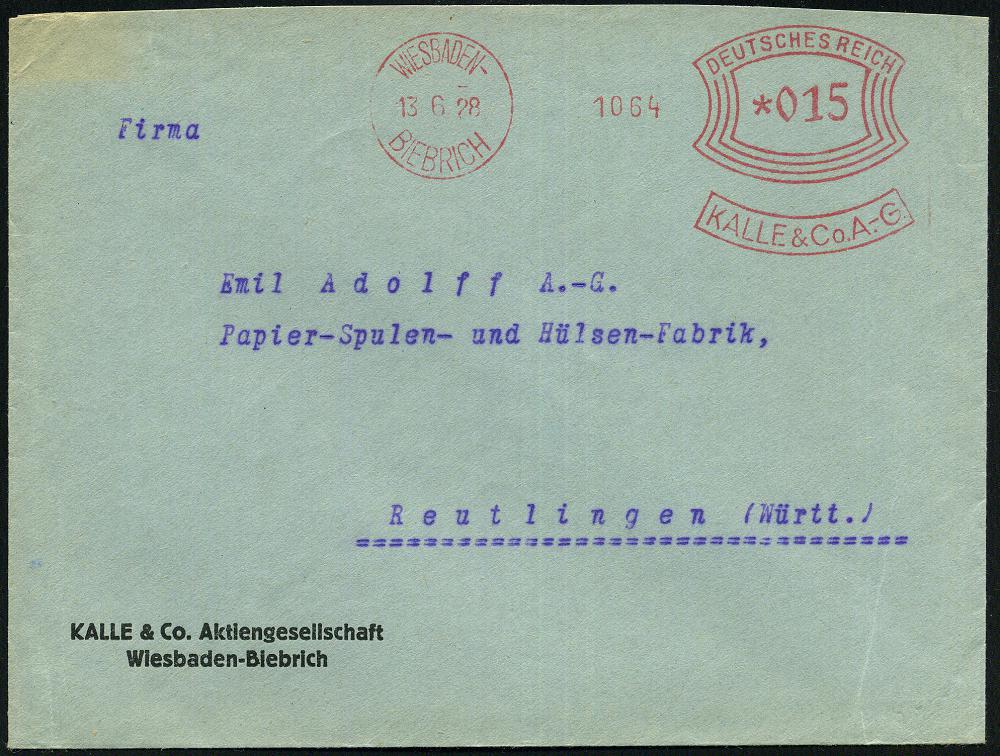 WIESBADEN-
13 6 28
BIEBRICH
1064
DEUTSCHES REICH
*015
KALLE & Co. A.-G.
Firma
Emil Adolff A.-G.
Papier-Spulen- und Hülsen-Fabrik,
Reutlingen (Württ.)
KALLE & Co. Aktiengesellschaft
Wiesbaden-Biebrich